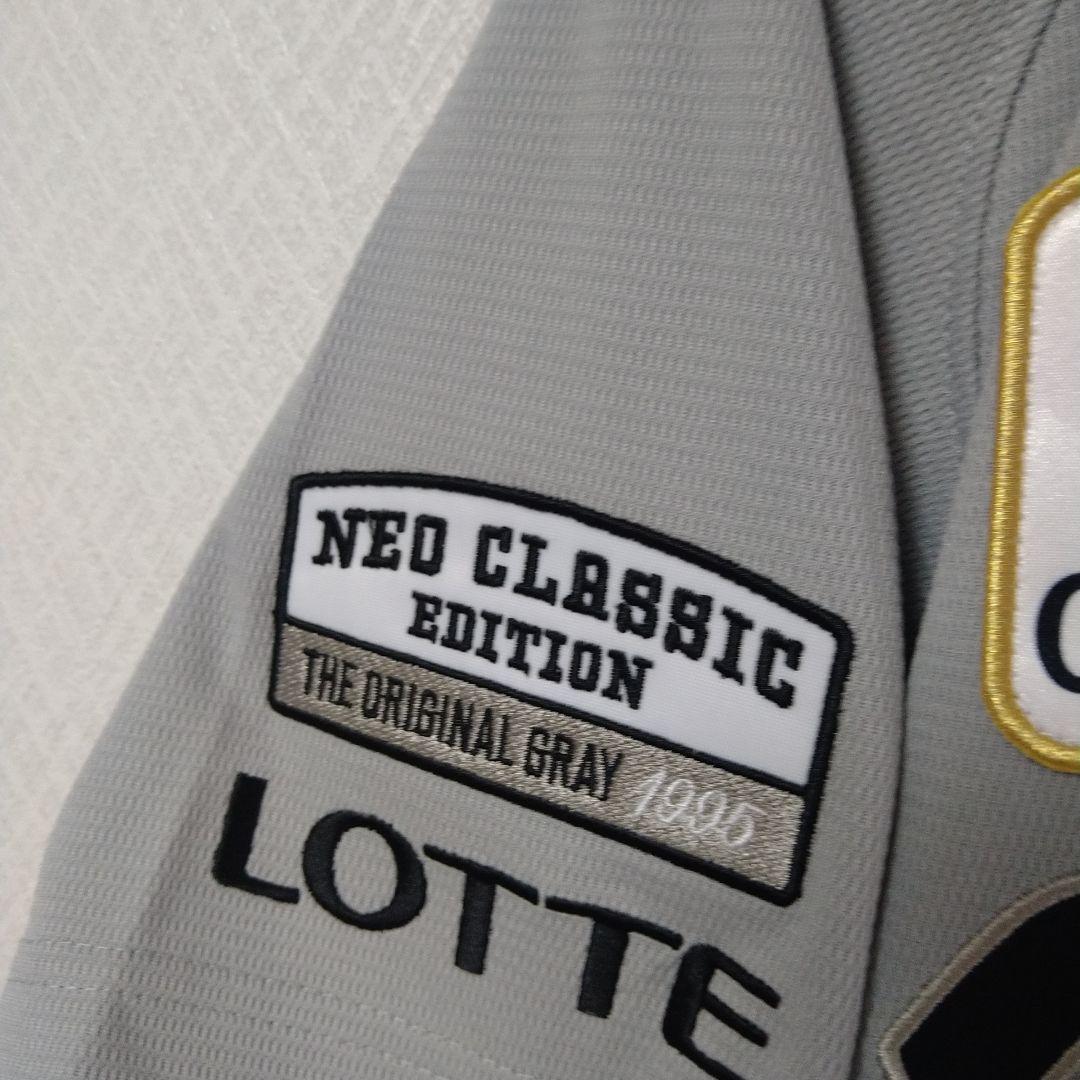 NEO CLASSIC
EDITION
THE ORIGINAL GRAY 1995
LOTTE